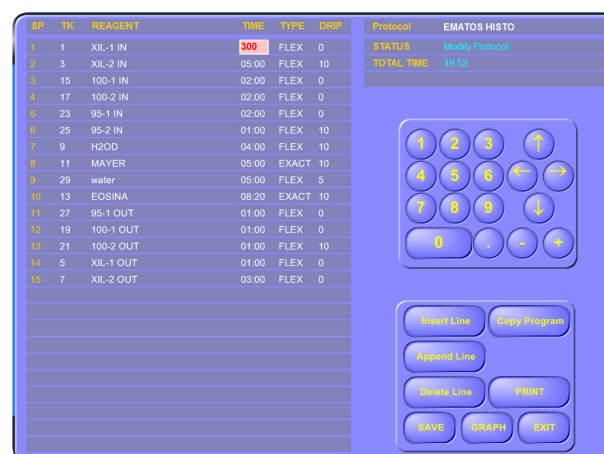 SP TK REAGENT TIME TYPE DRIP
1 1 XIL-1 IN 300 FLEX 0
2 3 XIL-2 IN 05:00 FLEX 10
3 15 100-1 IN 02:00 FLEX 0
4 17 100-2 IN 02:00 FLEX 0
5 23 95-1 IN 02:00 FLEX 0
6 25 95-2 IN 01:00 FLEX 10
7 9 H2OD 04:00 FLEX 10
8 11 MAYER 05:00 EXACT 10
9 29 water 05:00 FLEX 5
10 13 EOSINA 08:20 EXACT 10
11 27 95-1 OUT 01:00 FLEX 0
12 19 100-1 OUT 01:00 FLEX 0
13 21 100-2 OUT 01:00 FLEX 10
14 5 XIL-1 OUT 01:00 FLEX 0
15 7 XIL-2 OUT 03:00 FLEX 0
Protocol EMATOS HISTO
STATUS Modify Protocol
TOTAL TIME 49:52
1 2 3 ↑
4 5 6 ← →
7 8 9 ↓
0 . - +
Insert Line Copy Program
Append Line
Delete Line PRINT
SAVE GRAPH EXIT